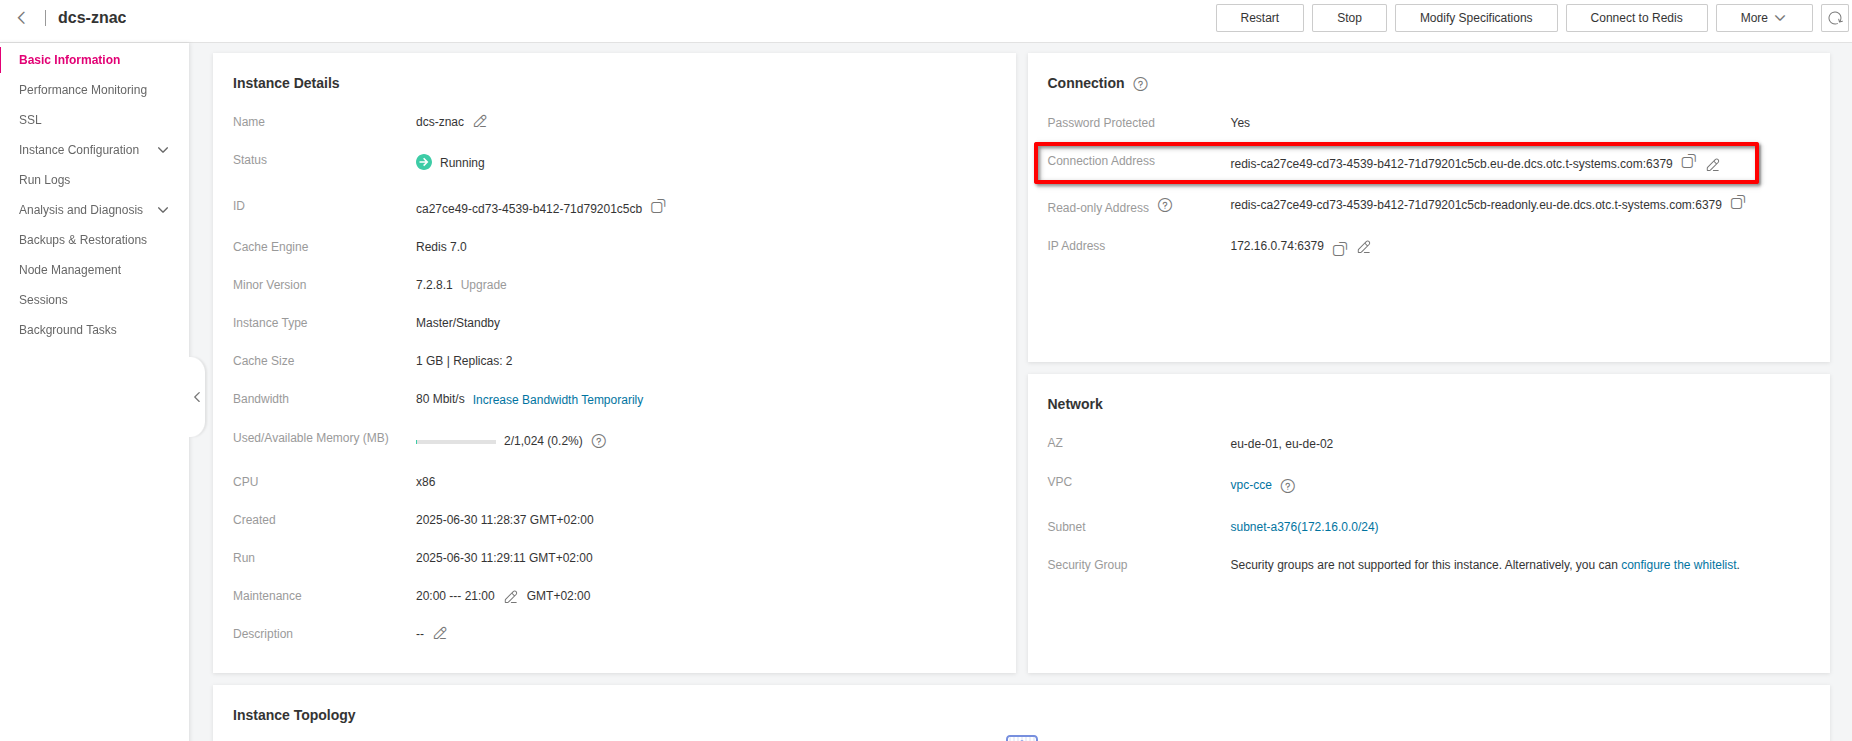 dcs-znac
Restart
Stop
Modify Specifications
Connect to Redis
More
Basic Information
Performance Monitoring
SSL
Instance Configuration
Run Logs
Analysis and Diagnosis
Backups & Restorations
Node Management
Sessions
Background Tasks
Instance Details
Name dcs-znac
Status Running
ID ca27ce49-cd73-4539-b412-71d79201c5cb
Cache Engine Redis 7.0
Minor Version 7.2.8.1 Upgrade
Instance Type Master/Standby
Cache Size 1 GB | Replicas: 2
Bandwidth 80 Mbit/s Increase Bandwidth Temporarily
Used/Available Memory (MB) 2/1,024 (0.2%)
CPU x86
Created 2025-06-30 11:28:37 GMT+02:00
Run 2025-06-30 11:29:11 GMT+02:00
Maintenance 20:00 --- 21:00 GMT+02:00
Description --
Connection
Password Protected Yes
Connection Address redis-ca27ce49-cd73-4539-b412-71d79201c5cb.eu-de.dcs.otc.t-systems.com:6379
Read-only Address redis-ca27ce49-cd73-4539-b412-71d79201c5cb-readonly.eu-de.dcs.otc.t-systems.com:6379
IP Address 172.16.0.74:6379
Network
AZ eu-de-01, eu-de-02
VPC vpc-cce
Subnet subnet-a376(172.16.0.0/24)
Security Group Security groups are not supported for this instance. Alternatively, you can configure the whitelist.
Instance Topology